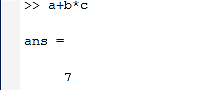 >> a+b*c
ans =
7